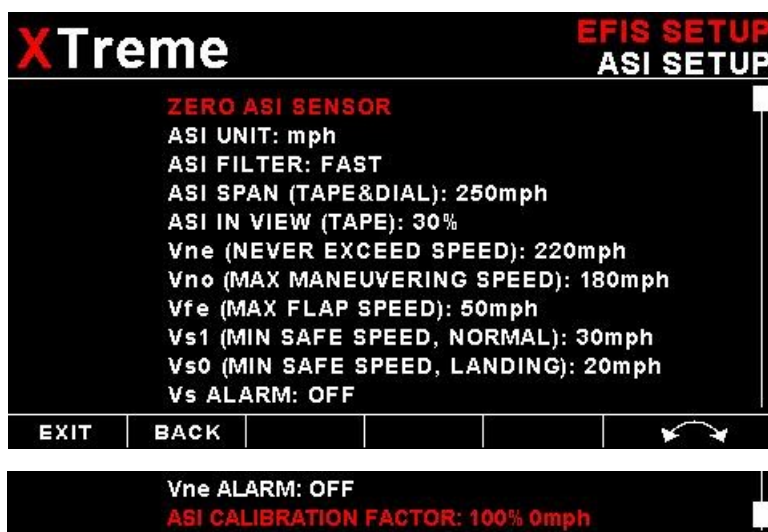 XTreme
EFIS SETUP
ASI SETUP
ZERO ASI SENSOR
ASI UNIT: mph
ASI FILTER: FAST
ASI SPAN (TAPE&DIAL): 250mph
ASI IN VIEW (TAPE): 30%
Vne (NEVER EXCEED SPEED): 220mph
Vno (MAX MANEUVERING SPEED): 180mph
Vfe (MAX FLAP SPEED): 50mph
Vs1 (MIN SAFE SPEED, NORMAL): 30mph
Vs0 (MIN SAFE SPEED, LANDING): 20mph
Vs ALARM: OFF
EXIT BACK
Vne ALARM: OFF
ASI CALIBRATION FACTOR: 100% 0mph